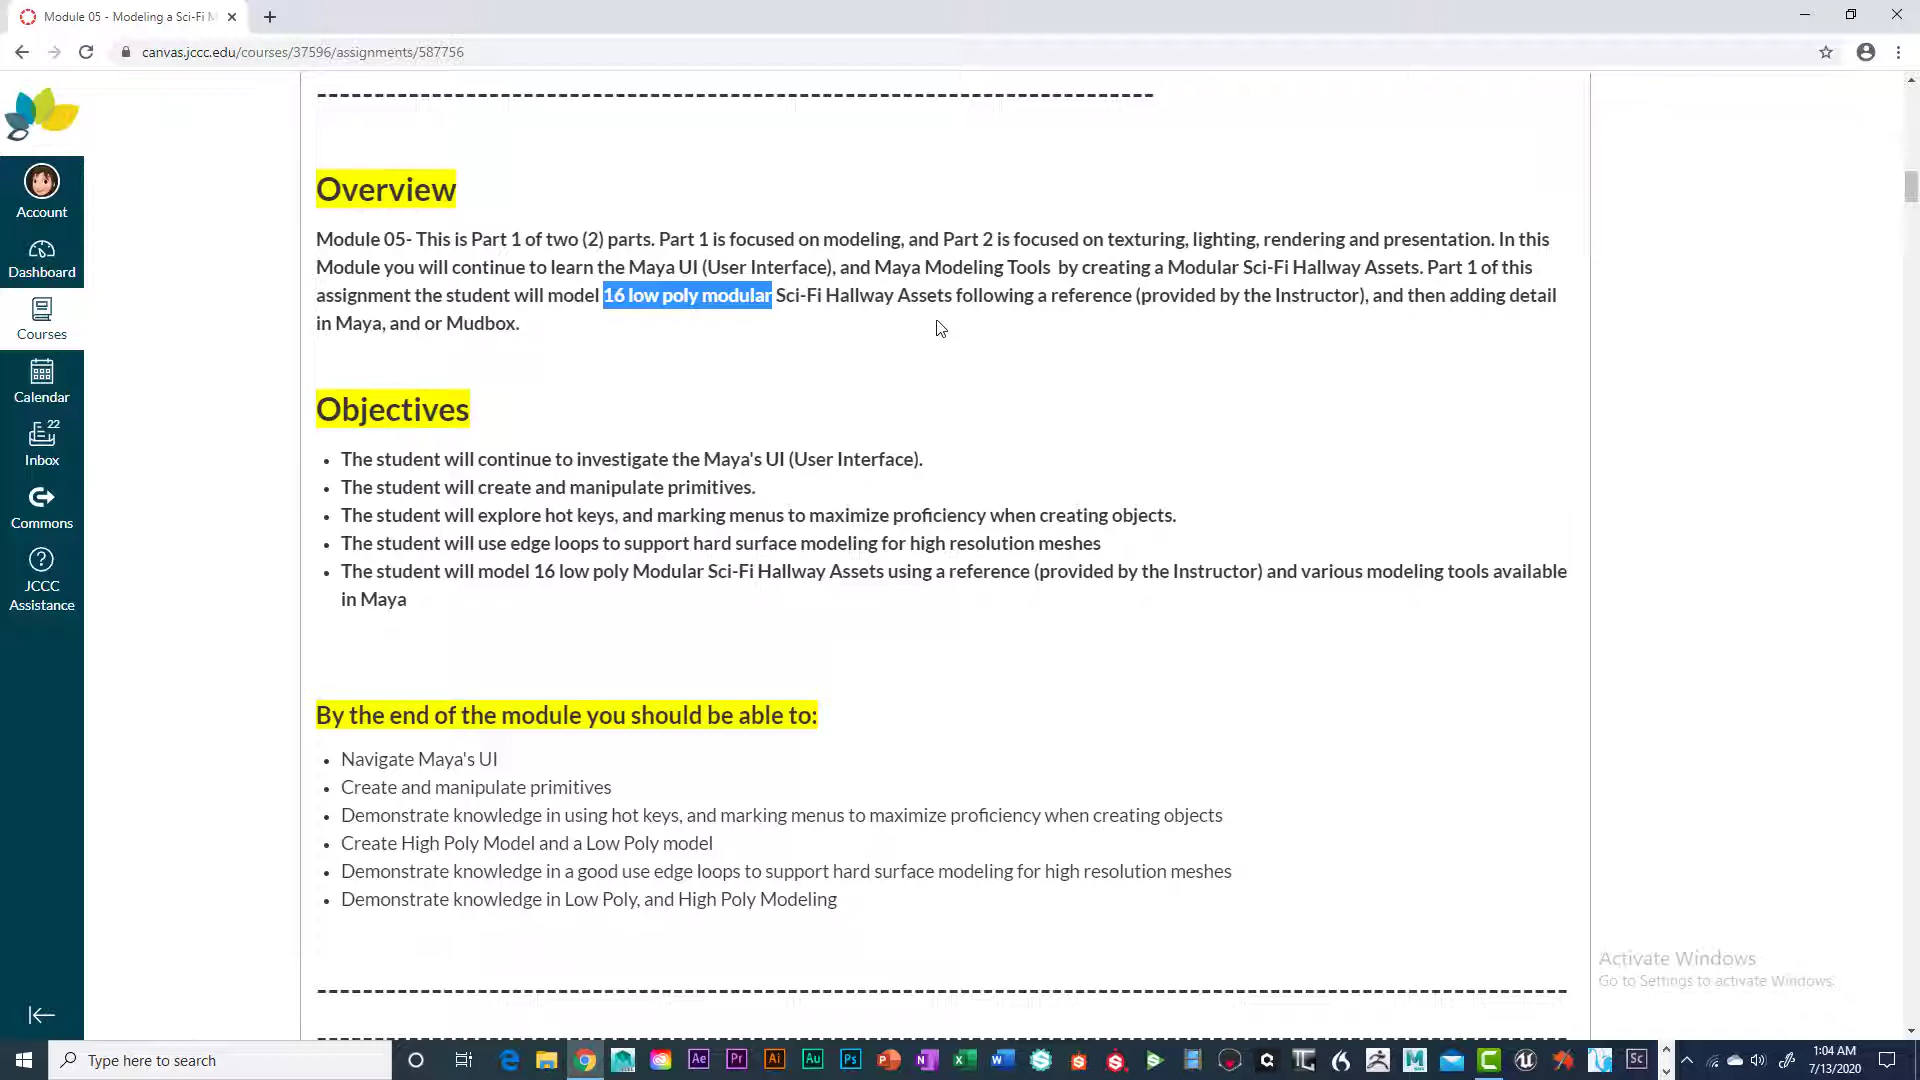 Module 05 - Modeling a Sci-Fi M
canvas.jccc.edu/courses/37596/assignments/587756
Account
Dashboard
Courses
Calendar
22
Inbox
Commons
JCCC
Assistance
Overview
Module 05- This is Part 1 of two (2) parts. Part 1 is focused on modeling, and Part 2 is focused on texturing, lighting, rendering and presentation. In this
Module you will continue to learn the Maya UI (User Interface), and Maya Modeling Tools by creating a Modular Sci-Fi Hallway Assets. Part 1 of this
assignment the student will model 16 low poly modular Sci-Fi Hallway Assets following a reference (provided by the Instructor), and then adding detail
in Maya, and or Mudbox.
Objectives
• The student will continue to investigate the Maya's UI (User Interface).
• The student will create and manipulate primitives.
• The student will explore hot keys, and marking menus to maximize proficiency when creating objects.
• The student will use edge loops to support hard surface modeling for high resolution meshes
• The student will model 16 low poly Modular Sci-Fi Hallway Assets using a reference (provided by the Instructor) and various modeling tools available
in Maya
By the end of the module you should be able to:
• Navigate Maya's UI
• Create and manipulate primitives
• Demonstrate knowledge in using hot keys, and marking menus to maximize proficiency when creating objects
• Create High Poly Model and a Low Poly model
• Demonstrate knowledge in a good use edge loops to support hard surface modeling for high resolution meshes
• Demonstrate knowledge in Low Poly, and High Poly Modeling
Activate Windows
Go to Settings to activate Windows.
Type here to search
Ae
Pr
Ai
Au
Ps
Sc
1:04 AM
7/13/2020